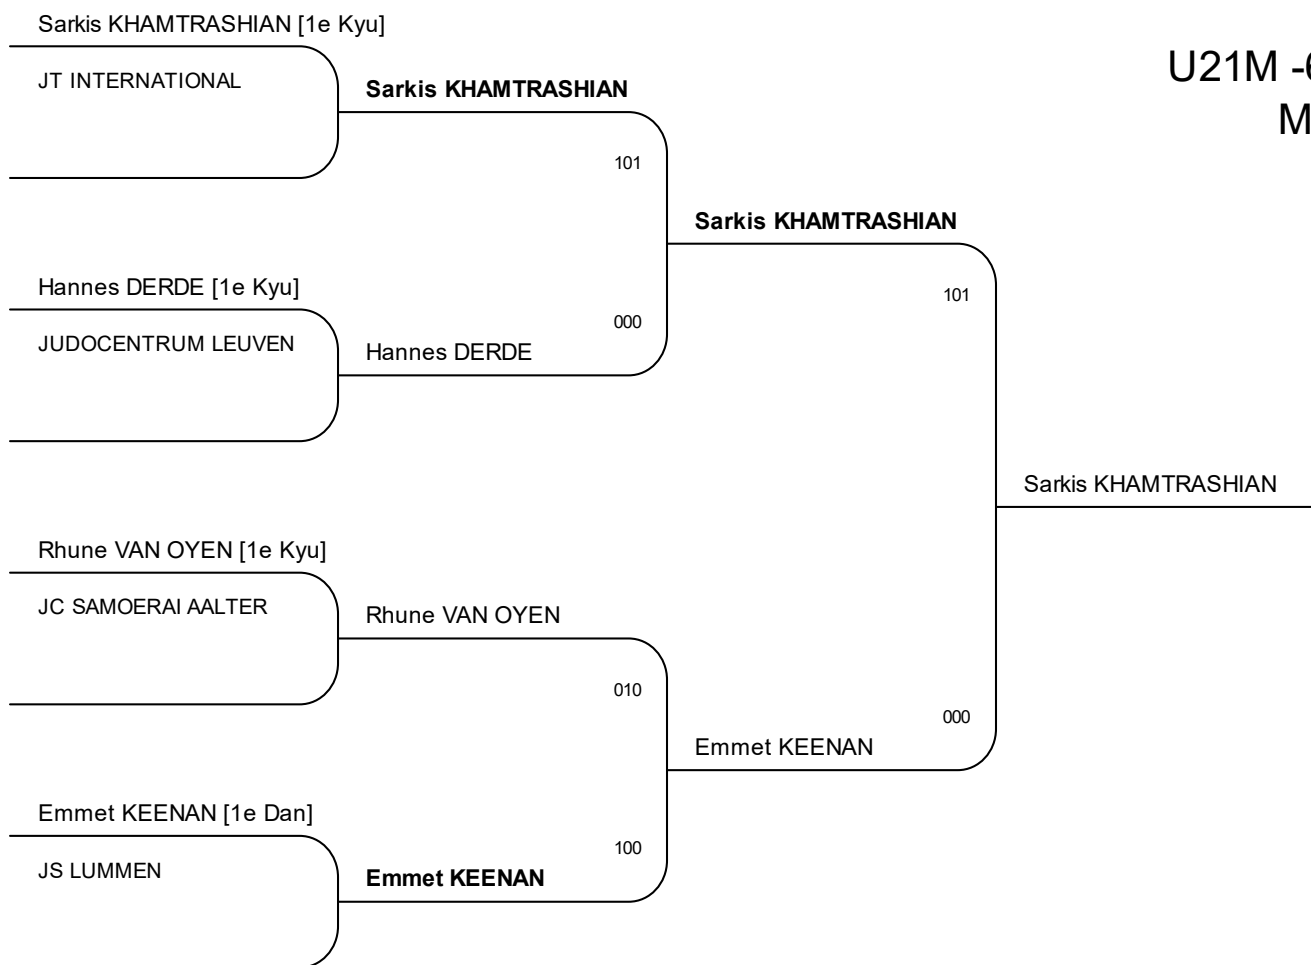 Sarkis KHAMTRASHIAN [1e Kyu]
JT INTERNATIONAL
Sarkis KHAMTRASHIAN
U21M -6
M
101
Sarkis KHAMTRASHIAN
Hannes DERDE [1e Kyu]
101
000
JUDOCENTRUM LEUVEN
Hannes DERDE
Sarkis KHAMTRASHIAN
Rhune VAN OYEN [1e Kyu]
JC SAMOERAI AALTER
Rhune VAN OYEN
010
000
Emmet KEENAN
Emmet KEENAN [1e Dan]
100
JS LUMMEN
Emmet KEENAN